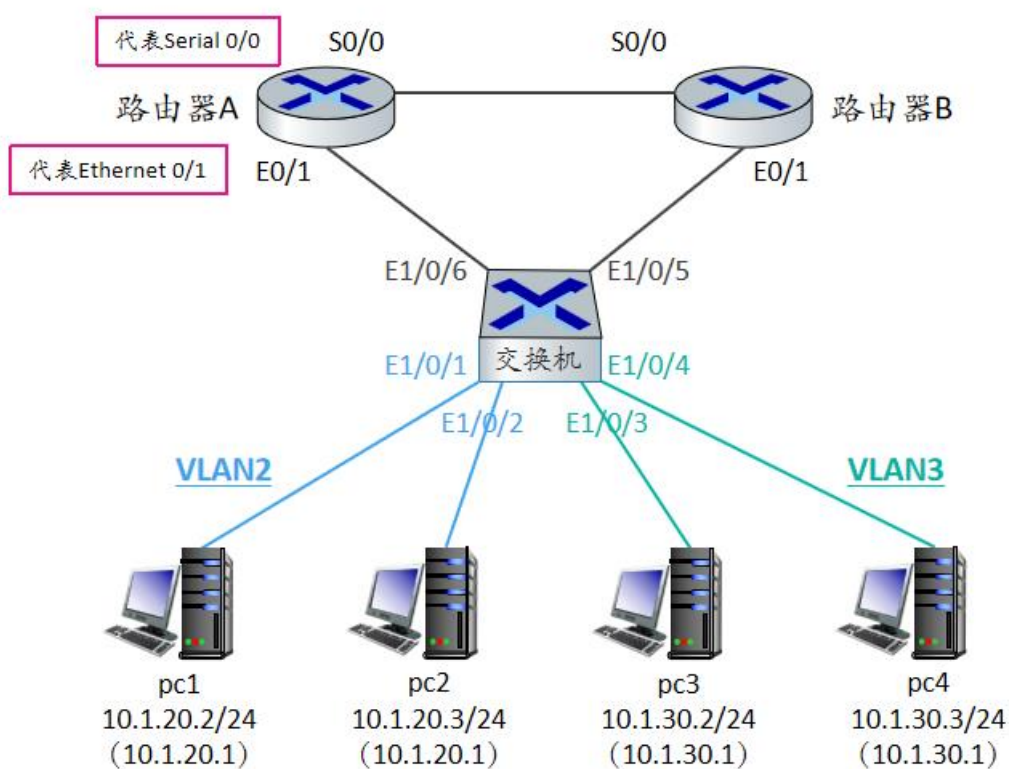 代表Serial 0/0
S0/0
S0/0
路由器A
路由器B
代表Ethernet 0/1
E0/1
E0/1
E1/0/6
E1/0/5
交换机
E1/0/1
E1/0/4
E1/0/2
E1/0/3
VLAN2
VLAN3
pc1
10.1.20.2/24
（10.1.20.1）
pc2
10.1.20.3/24
（10.1.20.1）
pc3
10.1.30.2/24
（10.1.30.1）
pc4
10.1.30.3/24
（10.1.30.1）